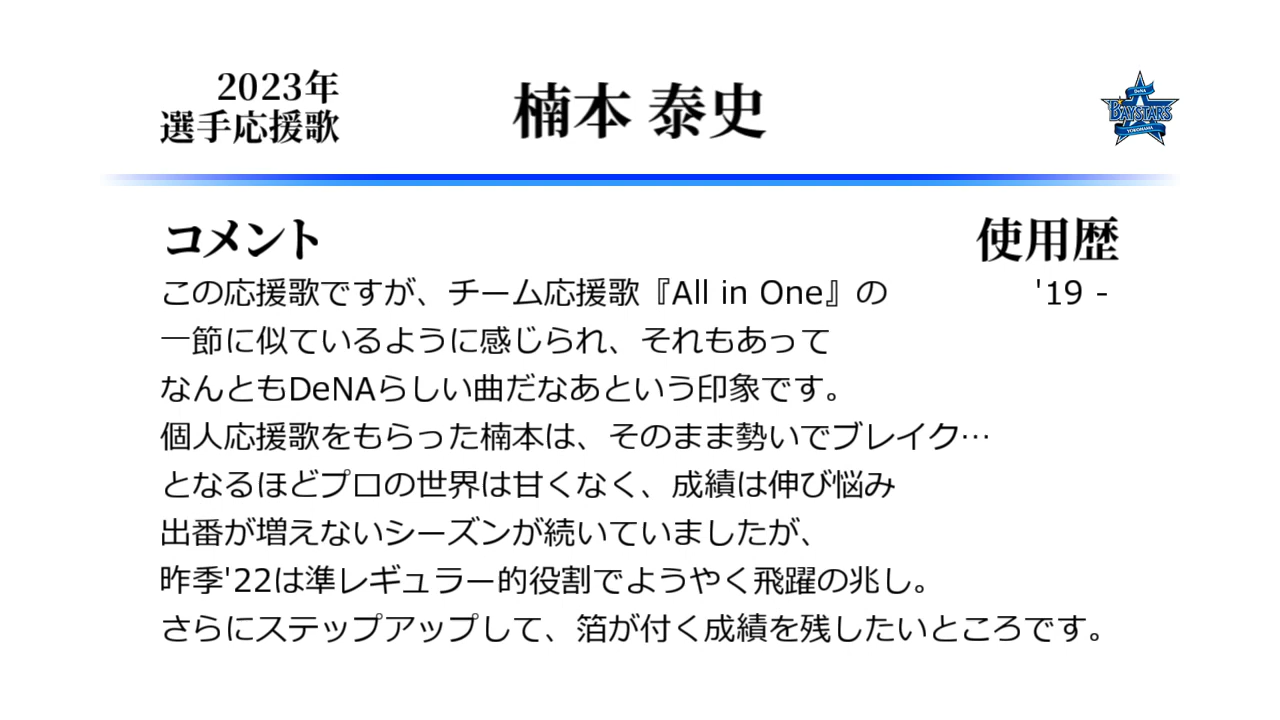 2023年
選手応援歌
楠本 泰史
DeNA
BAYSTARS
YOKOHAMA
コメント
使用歴
この応援歌ですが、チーム応援歌『All in One』の
'19 -
一節に似ているように感じられ、それもあって
なんともDeNAらしい曲だなあという印象です。
個人応援歌をもらった楠本は、そのまま勢いでブレイク…
となるほどプロの世界は甘くなく、成績は伸び悩み
出番が増えないシーズンが続いていましたが、
昨季'22は準レギュラー的役割でようやく飛躍の兆し。
さらにステップアップして、箔が付く成績を残したいところです。